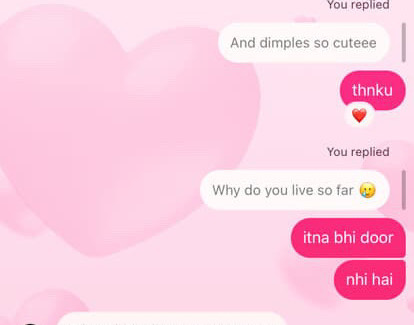 You replied
And dimples so cuteee
thnku
❤️
You replied
Why do you live so far 🥲
itna bhi door
nhi hai